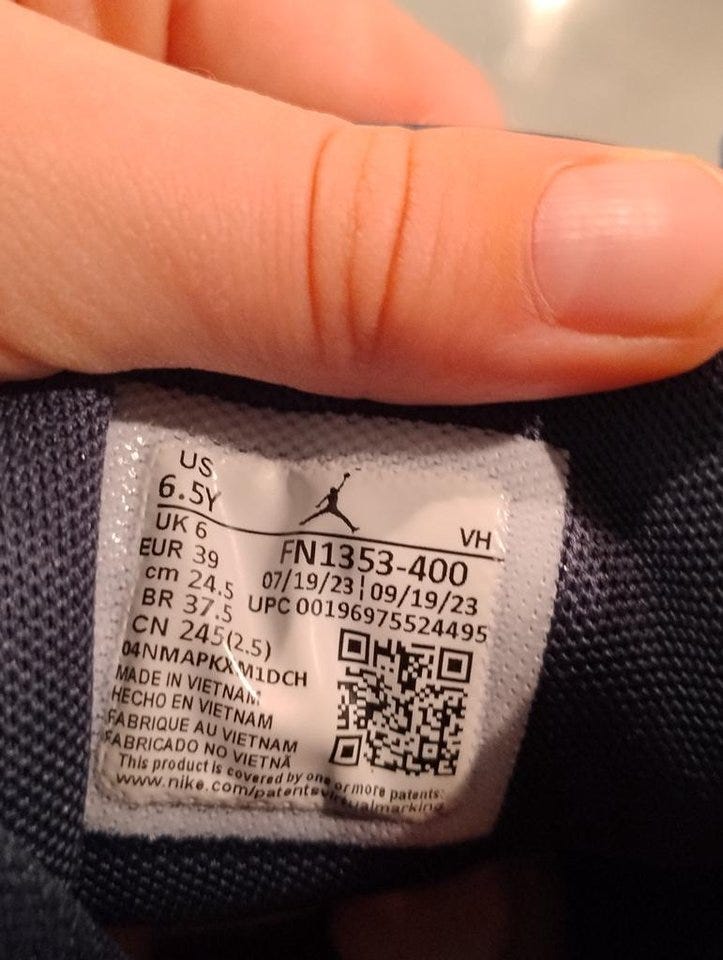 US
6.5Y
VH
UK 6
EUR 39
cm 24.5
BR 37.5
CN 245(2.5)
FN1353-400
07/19/23|09/19/23
UPC 00196975524495
04NMAPKXM1DCH
MADE IN VIETNAM
HECHO EN VIETNAM
FABRIQUE AU VIETNAM
FABRICADO NO VIETNÃ
This product is covered by one or more patents:
www.nike.com/patentsvirtualmarking